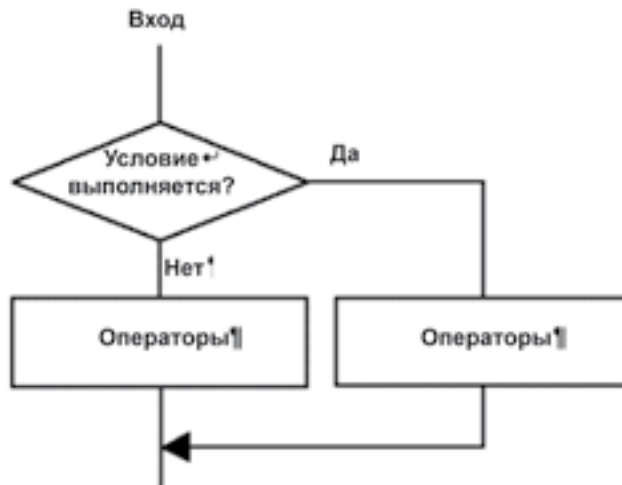 Вход
Условие↵
выполняется?
Да
Нет¶
Операторы¶
Операторы¶